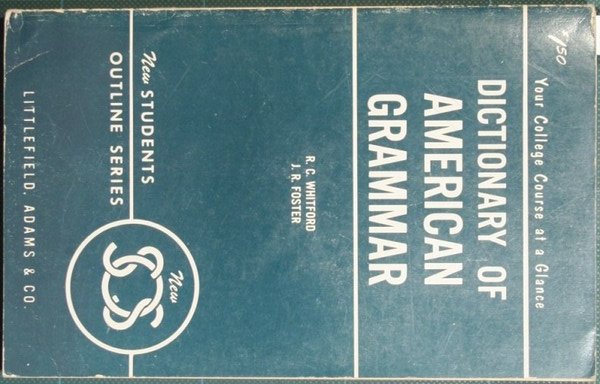 $1.50
Your College Course at a Glance
DICTIONARY OF
AMERICAN
GRAMMAR
R. C. WHITFORD
J. R. FOSTER
New STUDENTS
OUTLINE SERIES
New
SOS
LITTLEFIELD, ADAMS & CO.